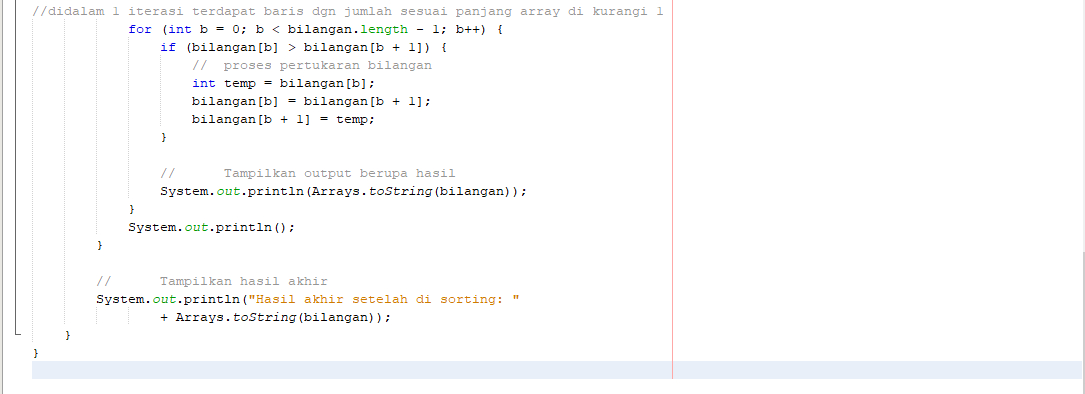 //didalam 1 iterasi terdapat baris dgn jumlah sesuai panjang array di kurangi 1
for (int b = 0; b < bilangan.length - 1; b++) {
if (bilangan[b] > bilangan[b + 1]) {
//  proses pertukaran bilangan
int temp = bilangan[b];
bilangan[b] = bilangan[b + 1];
bilangan[b + 1] = temp;
}
//      Tampilkan output berupa hasil
System.out.println(Arrays.toString(bilangan));
}
System.out.println();
}
//      Tampilkan hasil akhir
System.out.println("Hasil akhir setelah di sorting: "
+ Arrays.toString(bilangan));
}
}